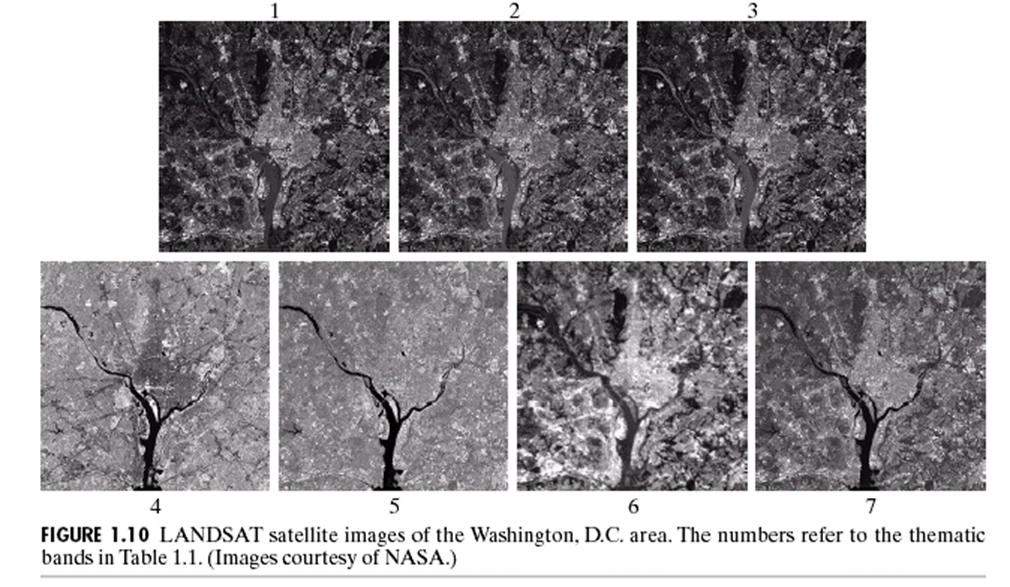 1 2 3
4 5 6 7
FIGURE 1.10 LANDSAT satellite images of the Washington, D.C. area. The numbers refer to the thematic
bands in Table 1.1. (Images courtesy of NASA.)